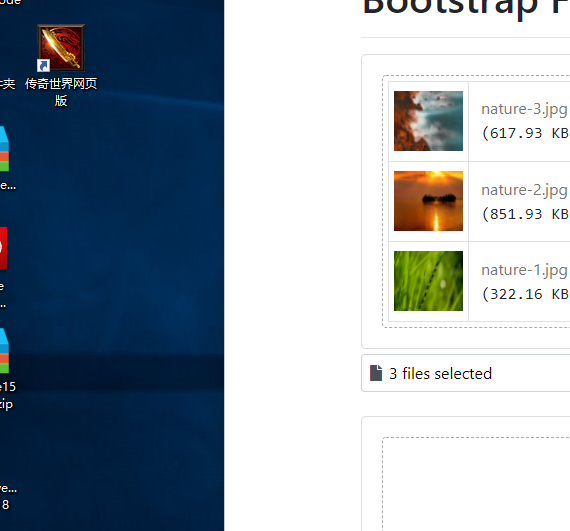 ode
夹
传奇世界网页
版
e...
e
...
e15
zip
ve...
8
Bootstrap F
nature-3.jpg
(617.93 KB
nature-2.jpg
(851.93 KB
nature-1.jpg
(322.16 KB
3 files selected